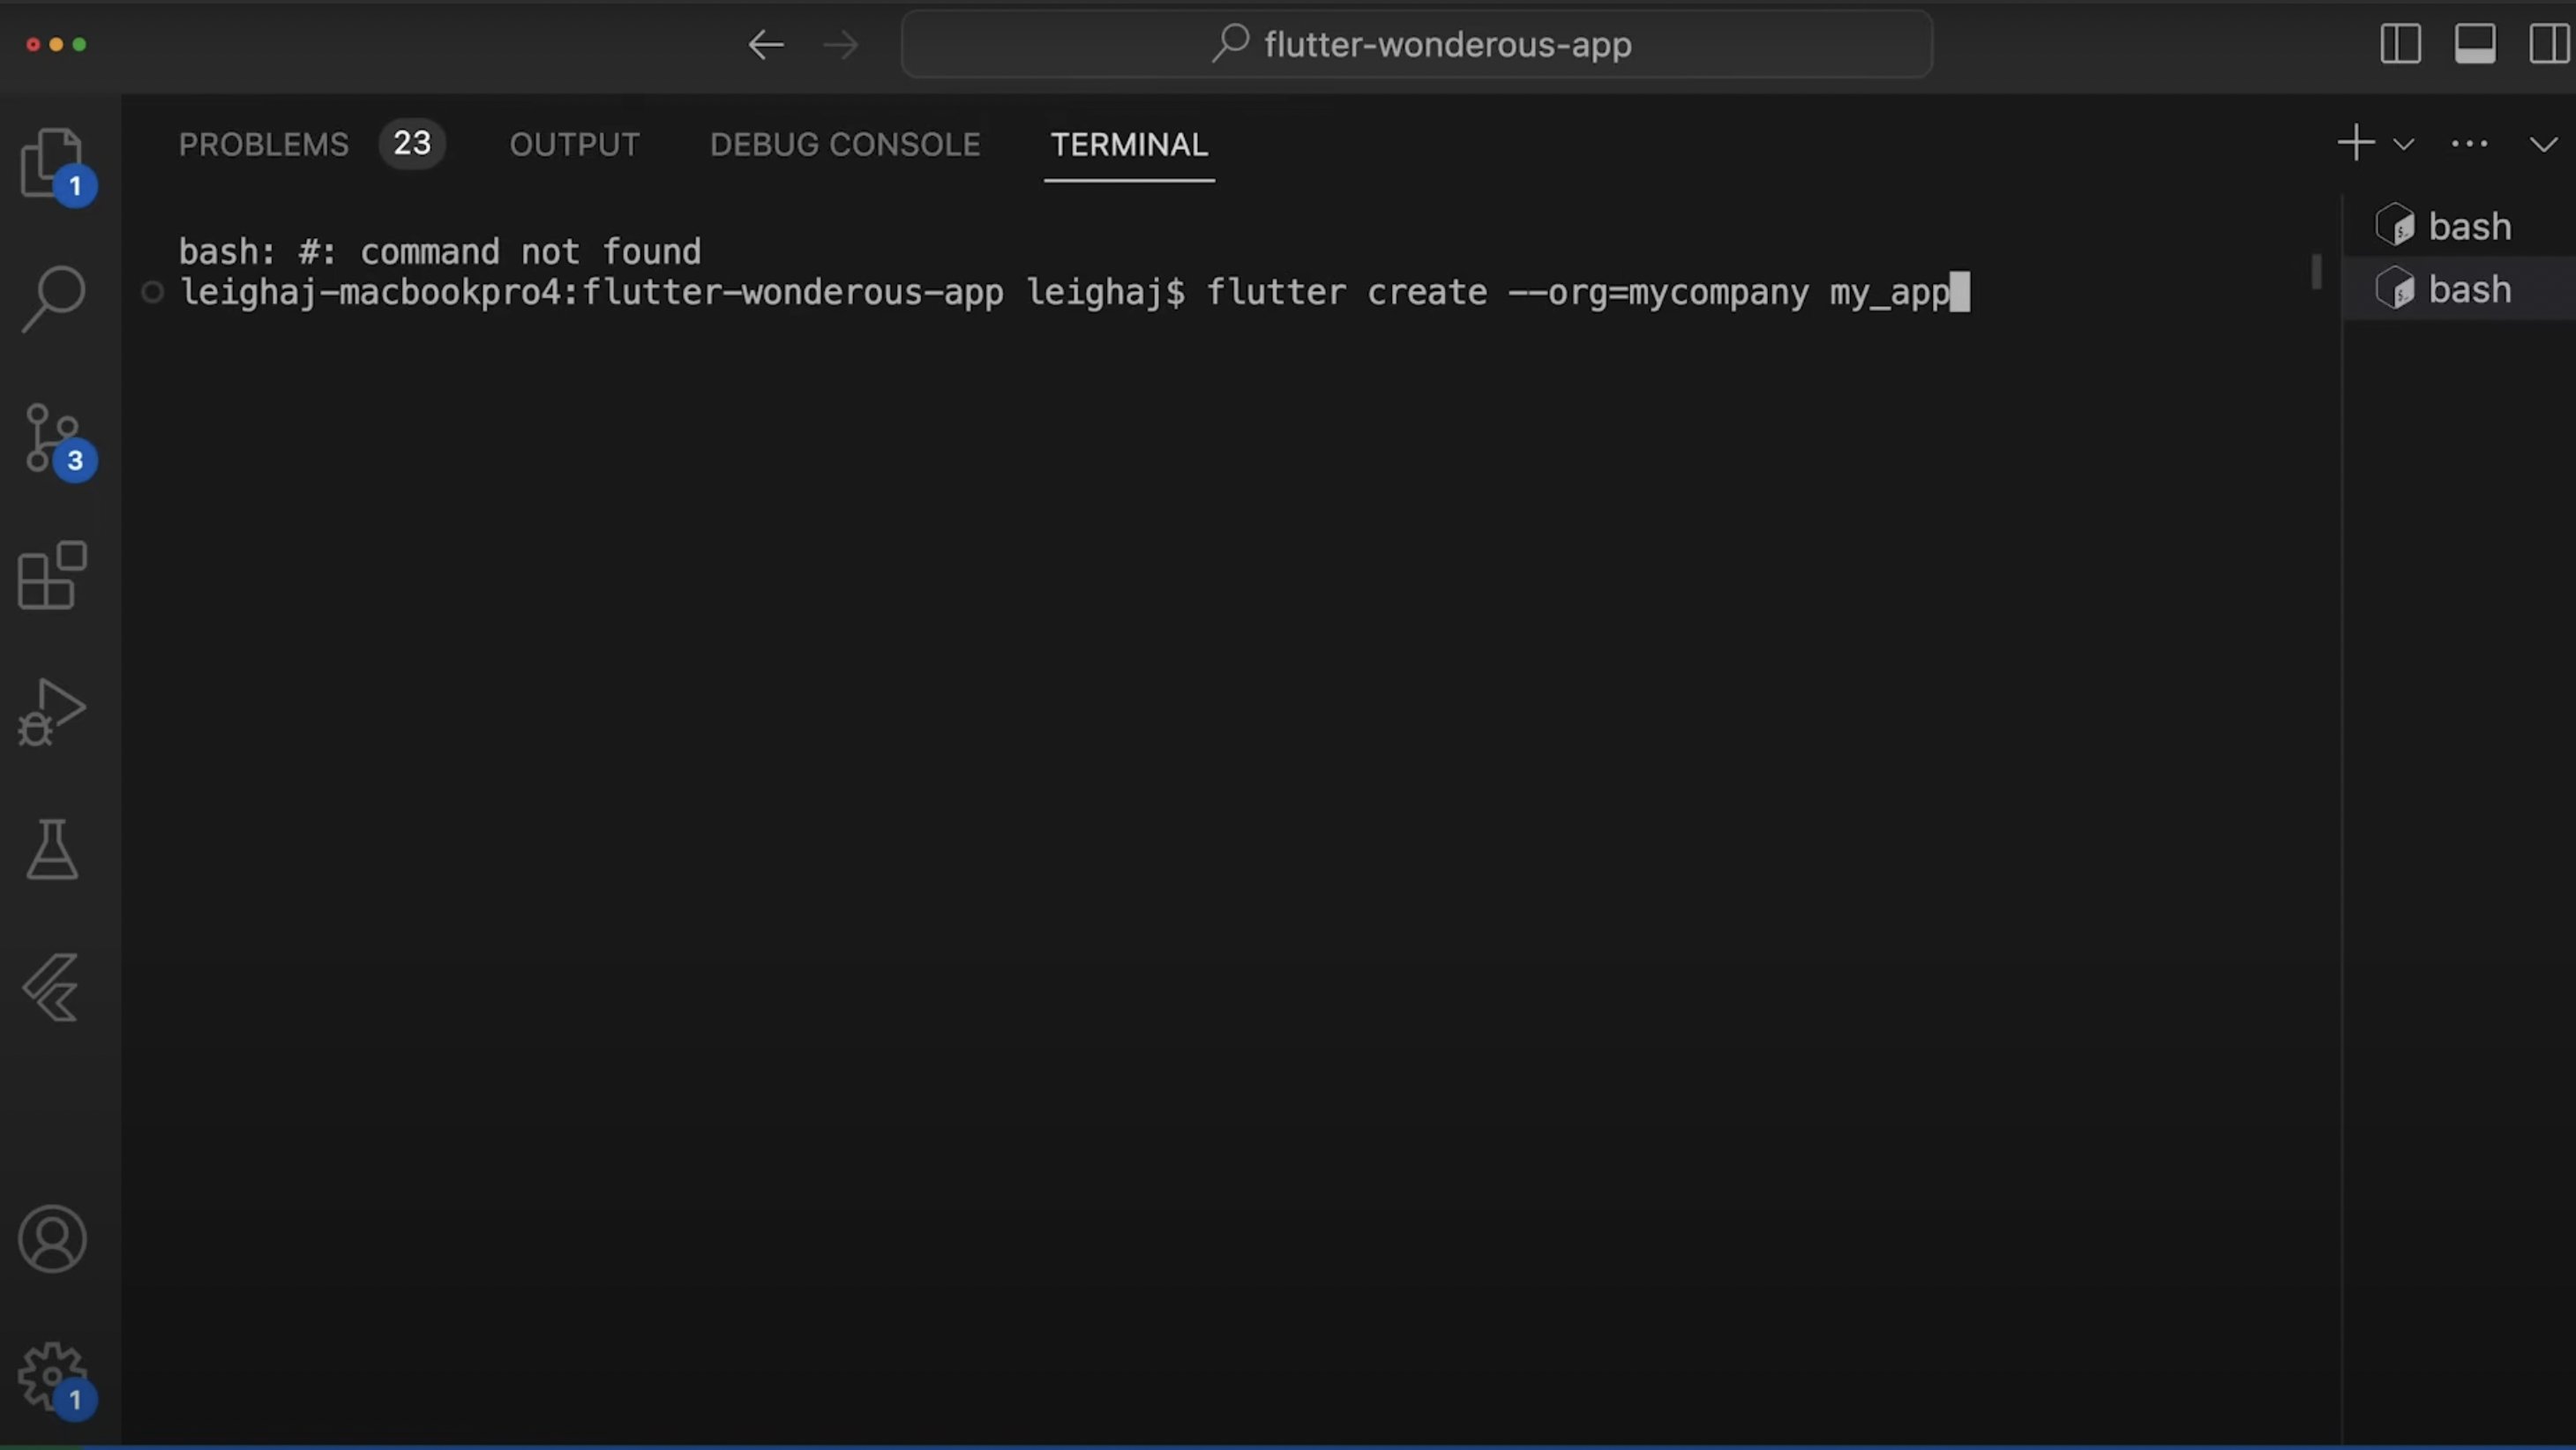 flutter-wonderous-app
PROBLEMS 23 OUTPUT DEBUG CONSOLE TERMINAL
1
bash: #: command not found
leighaj-macbookpro4:flutter-wonderous-app leighaj$ flutter create --org=mycompany my_app
bash
bash
3
1